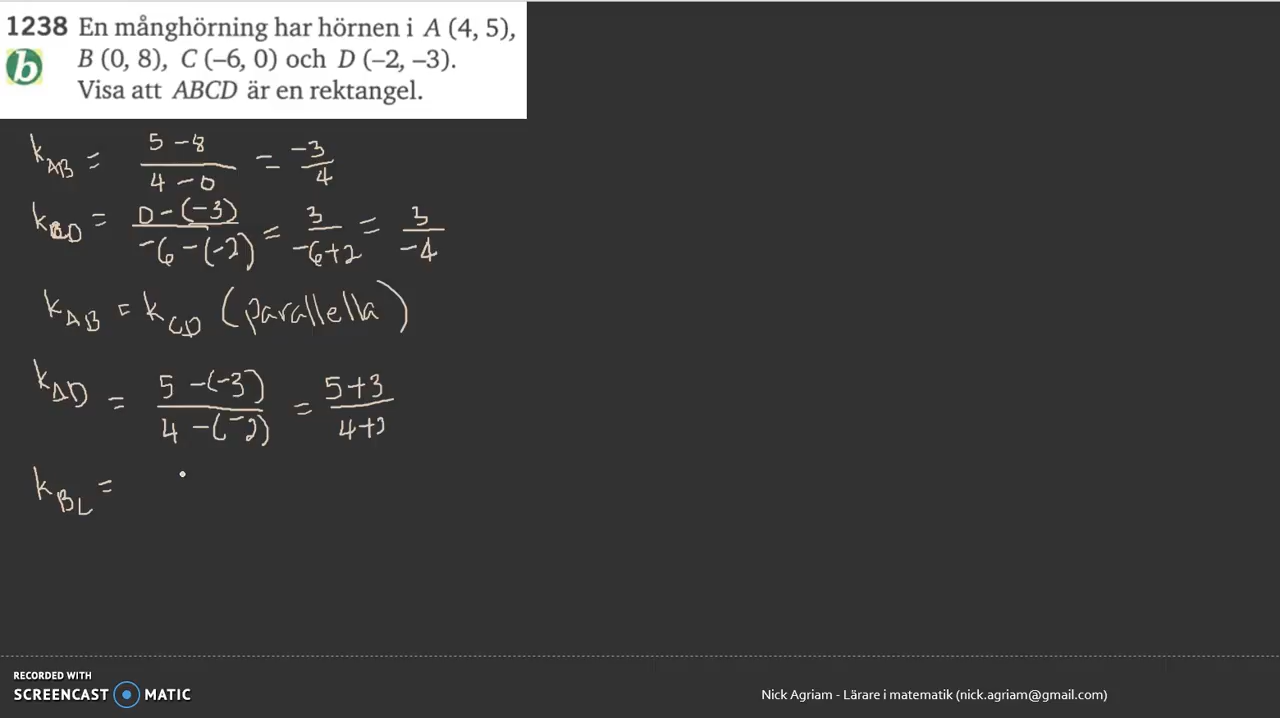 1238 En månghörning har hörnen i A (4, 5),
b B (0, 8), C (–6, 0) och D (–2, –3).
Visa att ABCD är en rektangel.
k_AB = (5 - 8)/(4 - 0) = -3/4
k_CD = (0 - (-3))/(-6 - (-2)) = 3/(-6+2) = 3/-4
k_AB = k_CD (parallella)
k_AD = (5 - (-3))/(4 - (-2)) = (5+3)/(4+2)
k_BC =
RECORDED WITH
SCREENCAST MATIC
Nick Agriam - Lärare i matematik (nick.agriam@gmail.com)